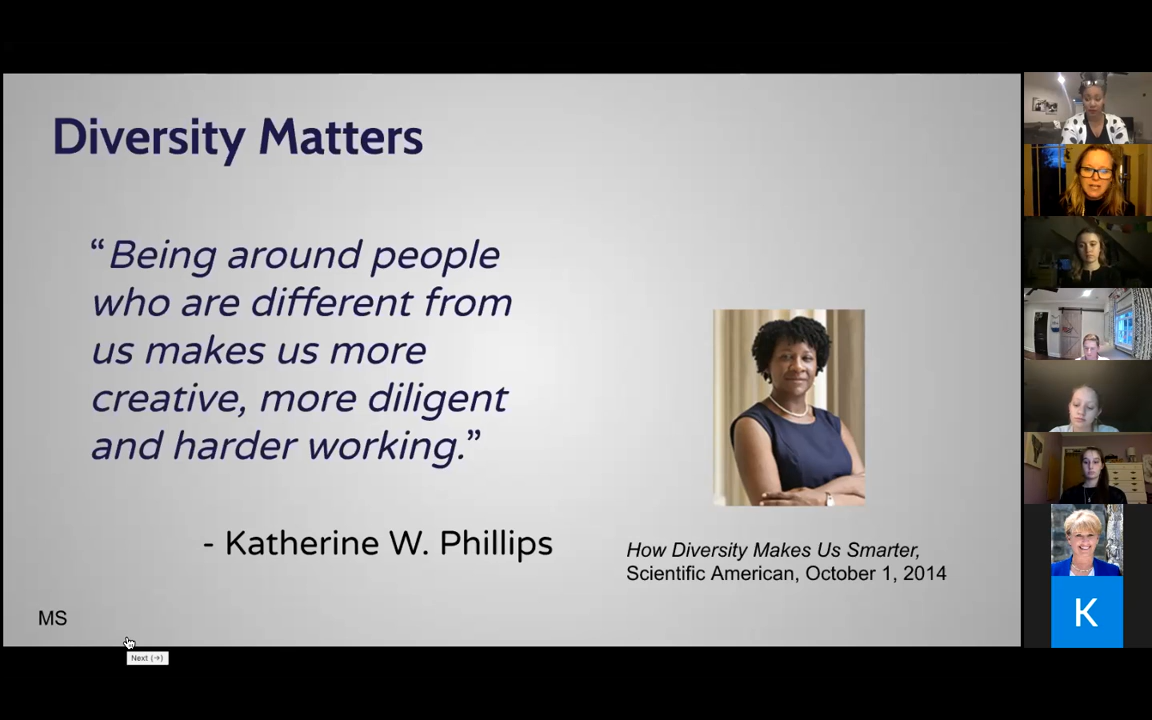 Diversity Matters
“Being around people
who are different from
us makes us more
creative, more diligent
and harder working.”
- Katherine W. Phillips
How Diversity Makes Us Smarter,
Scientific American, October 1, 2014
MS
Next (→)
K